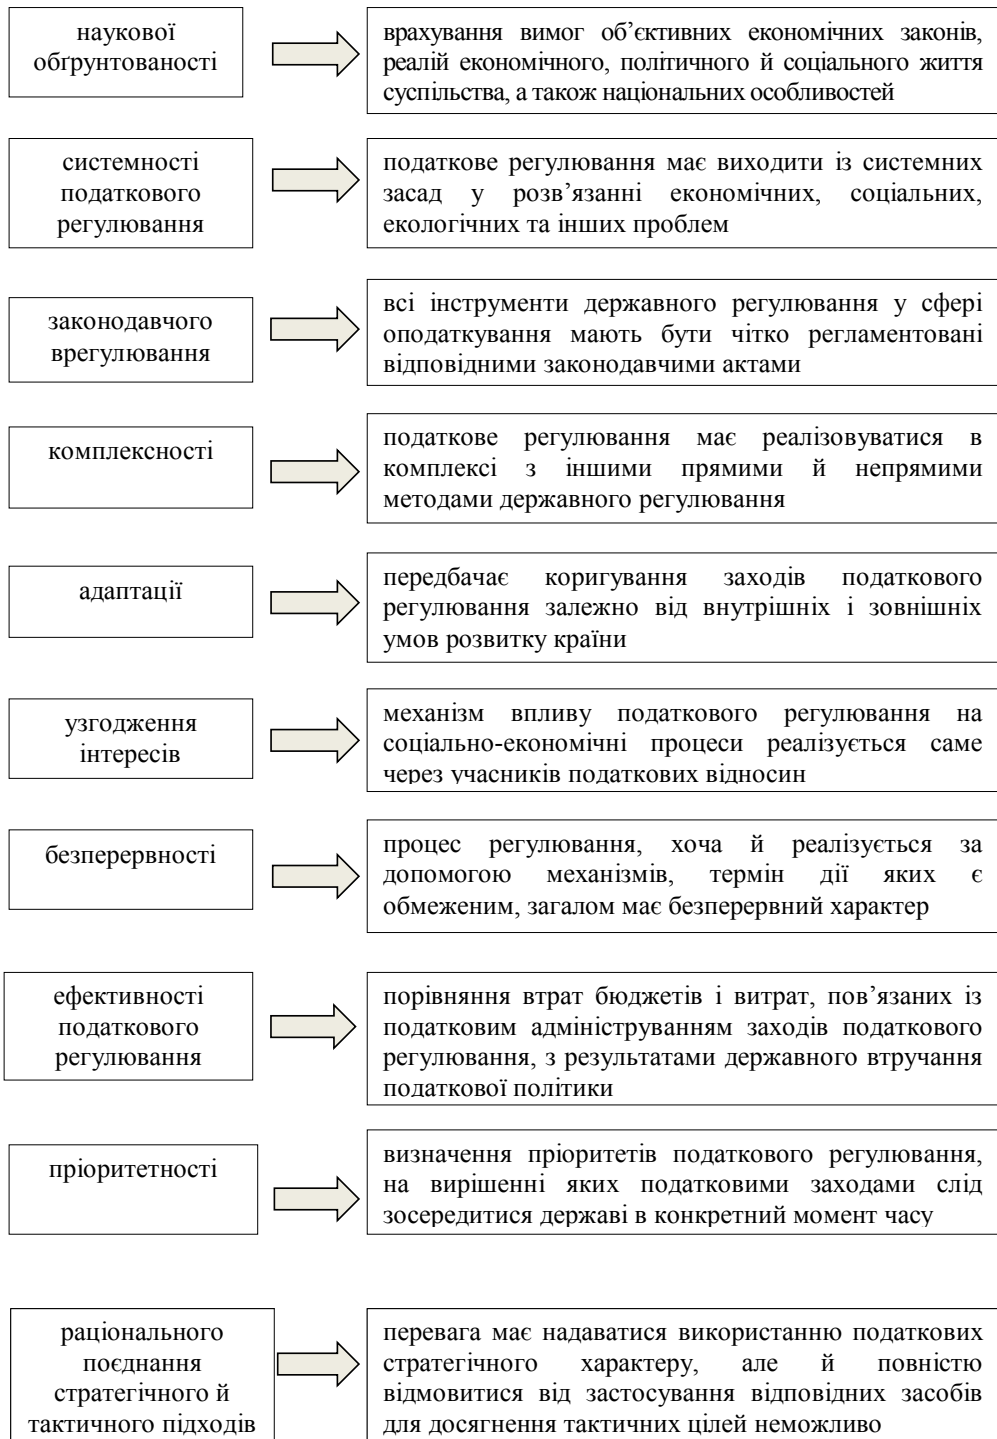 наукової
обґрунтованості
врахування вимог об’єктивних економічних законів,
реалій економічного, політичного й соціального життя
суспільства, а також національних особливостей
системності
податкового
регулювання
податкове регулювання має виходити із системних
засад у розв’язанні економічних, соціальних,
екологічних та інших проблем
законодавчого
врегулювання
всі інструменти державного регулювання у сфері
оподаткування мають бути чітко регламентовані
відповідними законодавчими актами
комплексності
податкове регулювання має реалізовуватися в
комплексі з іншими прямими й непрямими
методами державного регулювання
адаптації
передбачає коригування заходів податкового
регулювання залежно від внутрішніх і зовнішніх
умов розвитку країни
узгодження
інтересів
механізм впливу податкового регулювання на
соціально-економічні процеси реалізується саме
через учасників податкових відносин
безперервності
процес регулювання, хоча й реалізується за
допомогою механізмів, термін дії яких є
обмеженим, загалом має безперервний характер
ефективності
податкового
регулювання
порівняння втрат бюджетів і витрат, пов’язаних із
податковим адмініструванням заходів податкового
регулювання, з результатами державного втручання
податкової політики
пріоритетності
визначення пріоритетів податкового регулювання,
на вирішенні яких податковими заходами слід
зосередитися державі в конкретний момент часу
раціонального
поєднання
стратегічного й
тактичного підходів
перевага має надаватися використанню податкових
стратегічного характеру, але й повністю
відмовитися від застосування відповідних засобів
для досягнення тактичних цілей неможливо